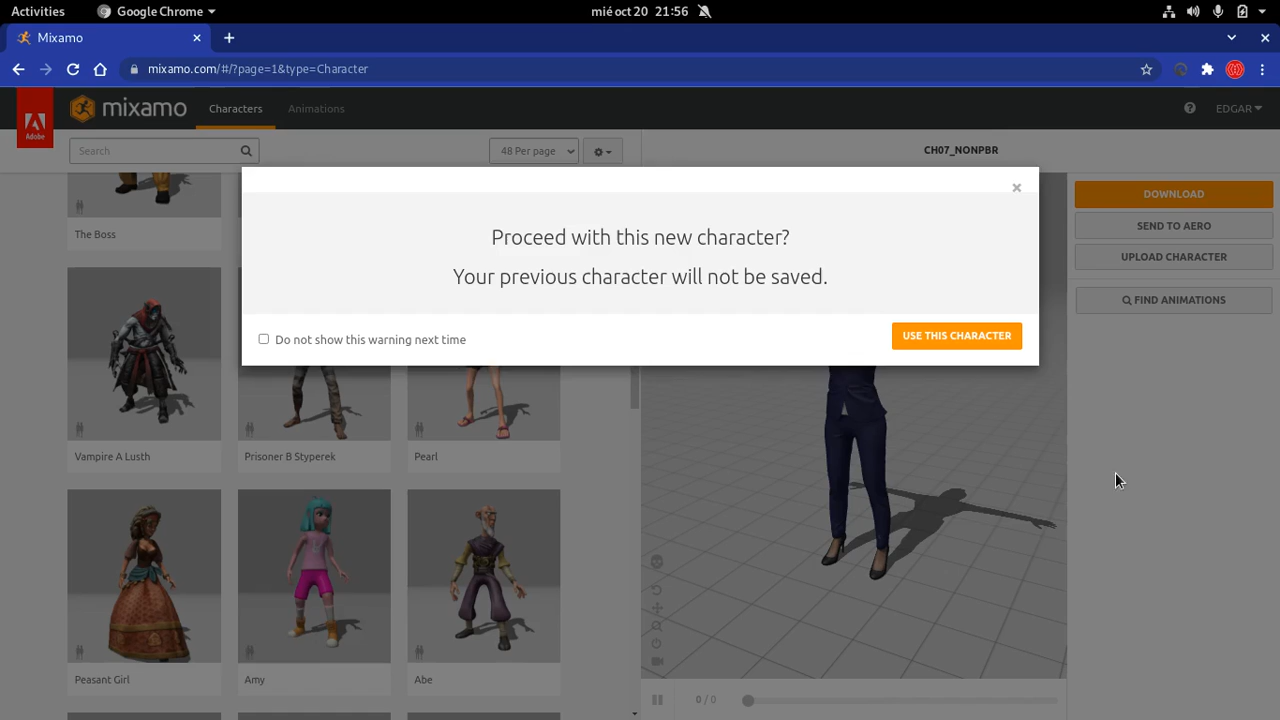 Activities
Google Chrome
mié oct 20 21:56
Mixamo
mixamo.com/#/?page=1&type=Character
Adobe
mixamo
Characters
Animations
EDGAR
Search
48 Per page
CH07_NONPBR
Proceed with this new character?
Your previous character will not be saved.
Do not show this warning next time
USE THIS CHARACTER
DOWNLOAD
SEND TO AERO
UPLOAD CHARACTER
FIND ANIMATIONS
The Boss
Vampire A Lusth
Prisoner B Styperek
Pearl
Peasant Girl
Amy
Abe
0 / 0